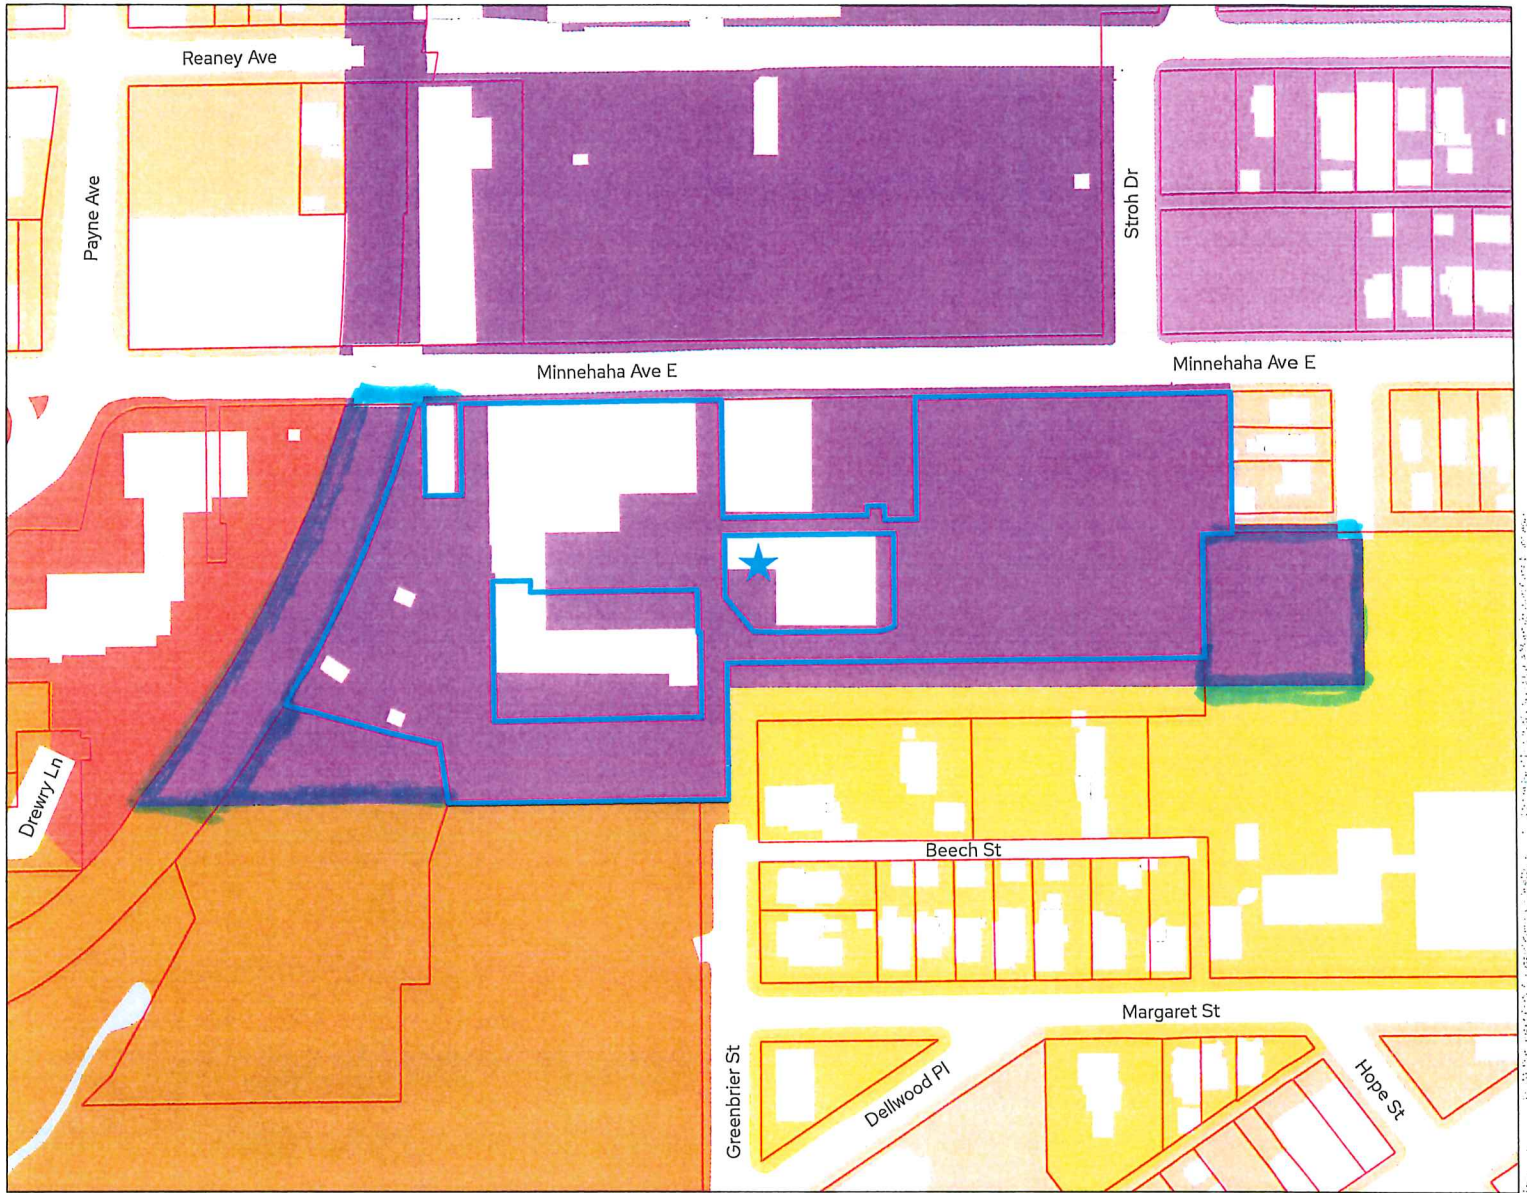 Reaney Ave
Payne Ave
Stroh Dr
Minnehaha Ave E
Minnehaha Ave E
Drewry Ln
Beech St
Margaret St
Greenbrier St
Dellwood Pl
Hope St